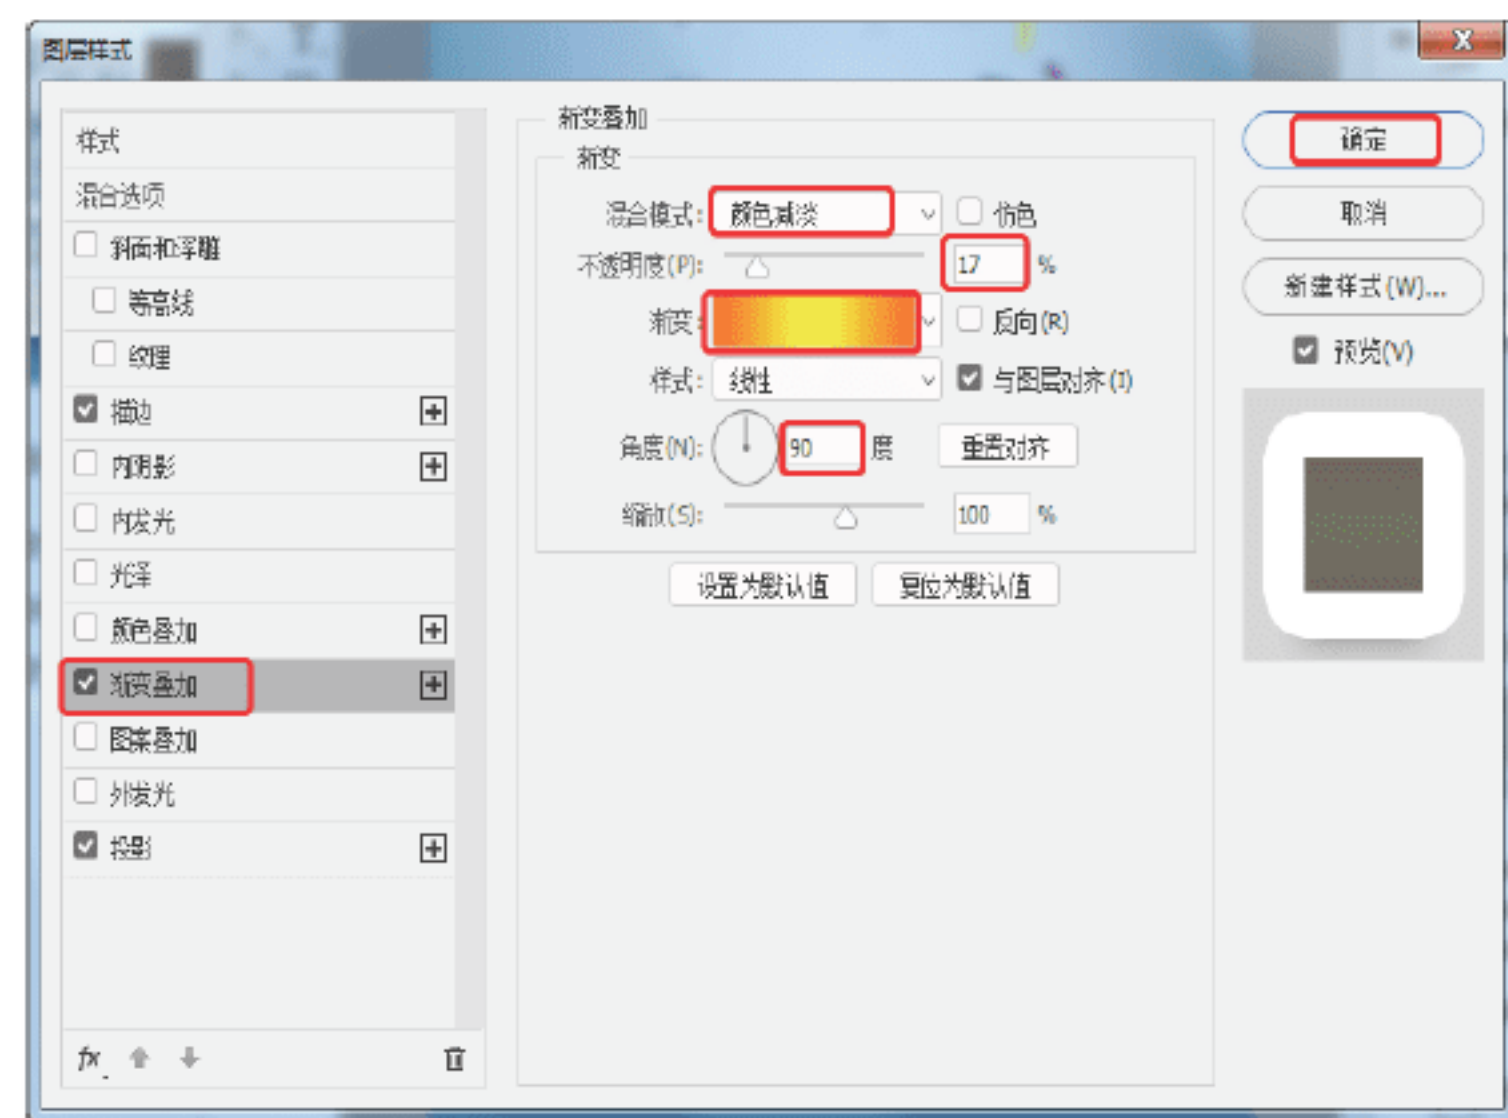 图层样式
样式
混合选项
斜面和浮雕
等高线
纹理
描边
内阴影
内发光
光泽
颜色叠加
渐变叠加
图案叠加
外发光
投影
fx
渐变叠加
渐变
混合模式: 颜色减淡 仿色
不透明度(P): 17 %
渐变: 反向(R)
样式: 线性 与图层对齐(I)
角度(N): 90 度 重置对齐
缩放(S): 100 %
设置为默认值 复位为默认值
确定
取消
新建样式(W)...
预览(V)